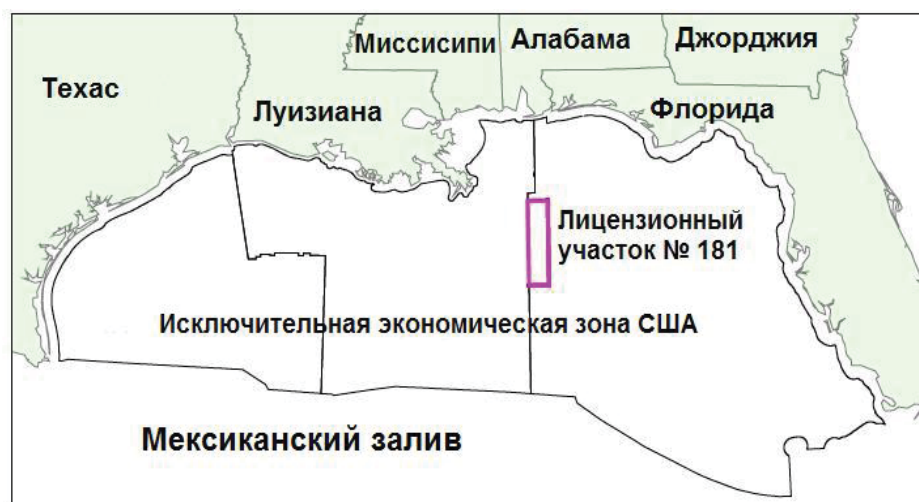 Миссисипи
Алабама
Джорджия
Техас
Луизиана
Флорида
Лицензионный
участок № 181
Исключительная экономическая зона США
Мексиканский залив